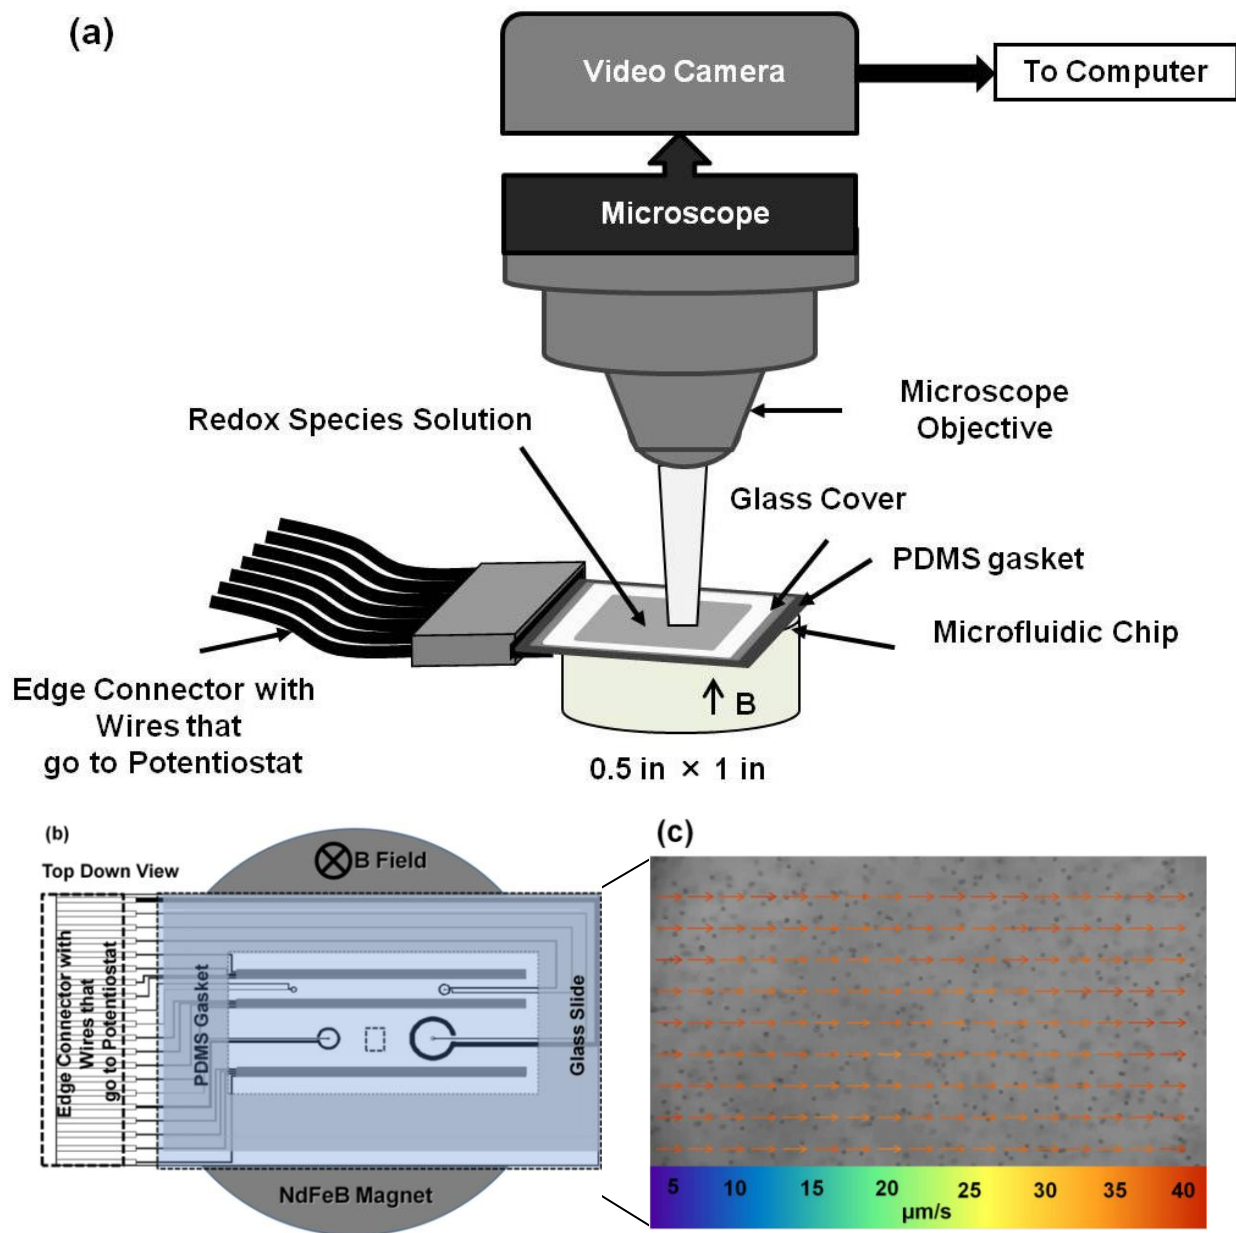 (a)
Video Camera
To Computer
Microscope
Microscope
Objective
Redox Species Solution
Glass Cover
PDMS gasket
Microfluidic Chip
B
Edge Connector with
Wires that
go to Potentiostat
0.5 in × 1 in
(b)
Top Down View
B Field
Edge Connector with
Wires that
go to Potentiostat
PDMS Gasket
Glass Slide
NdFeB Magnet
(c)
5 10 15 20 25 30 35 40
μm/s